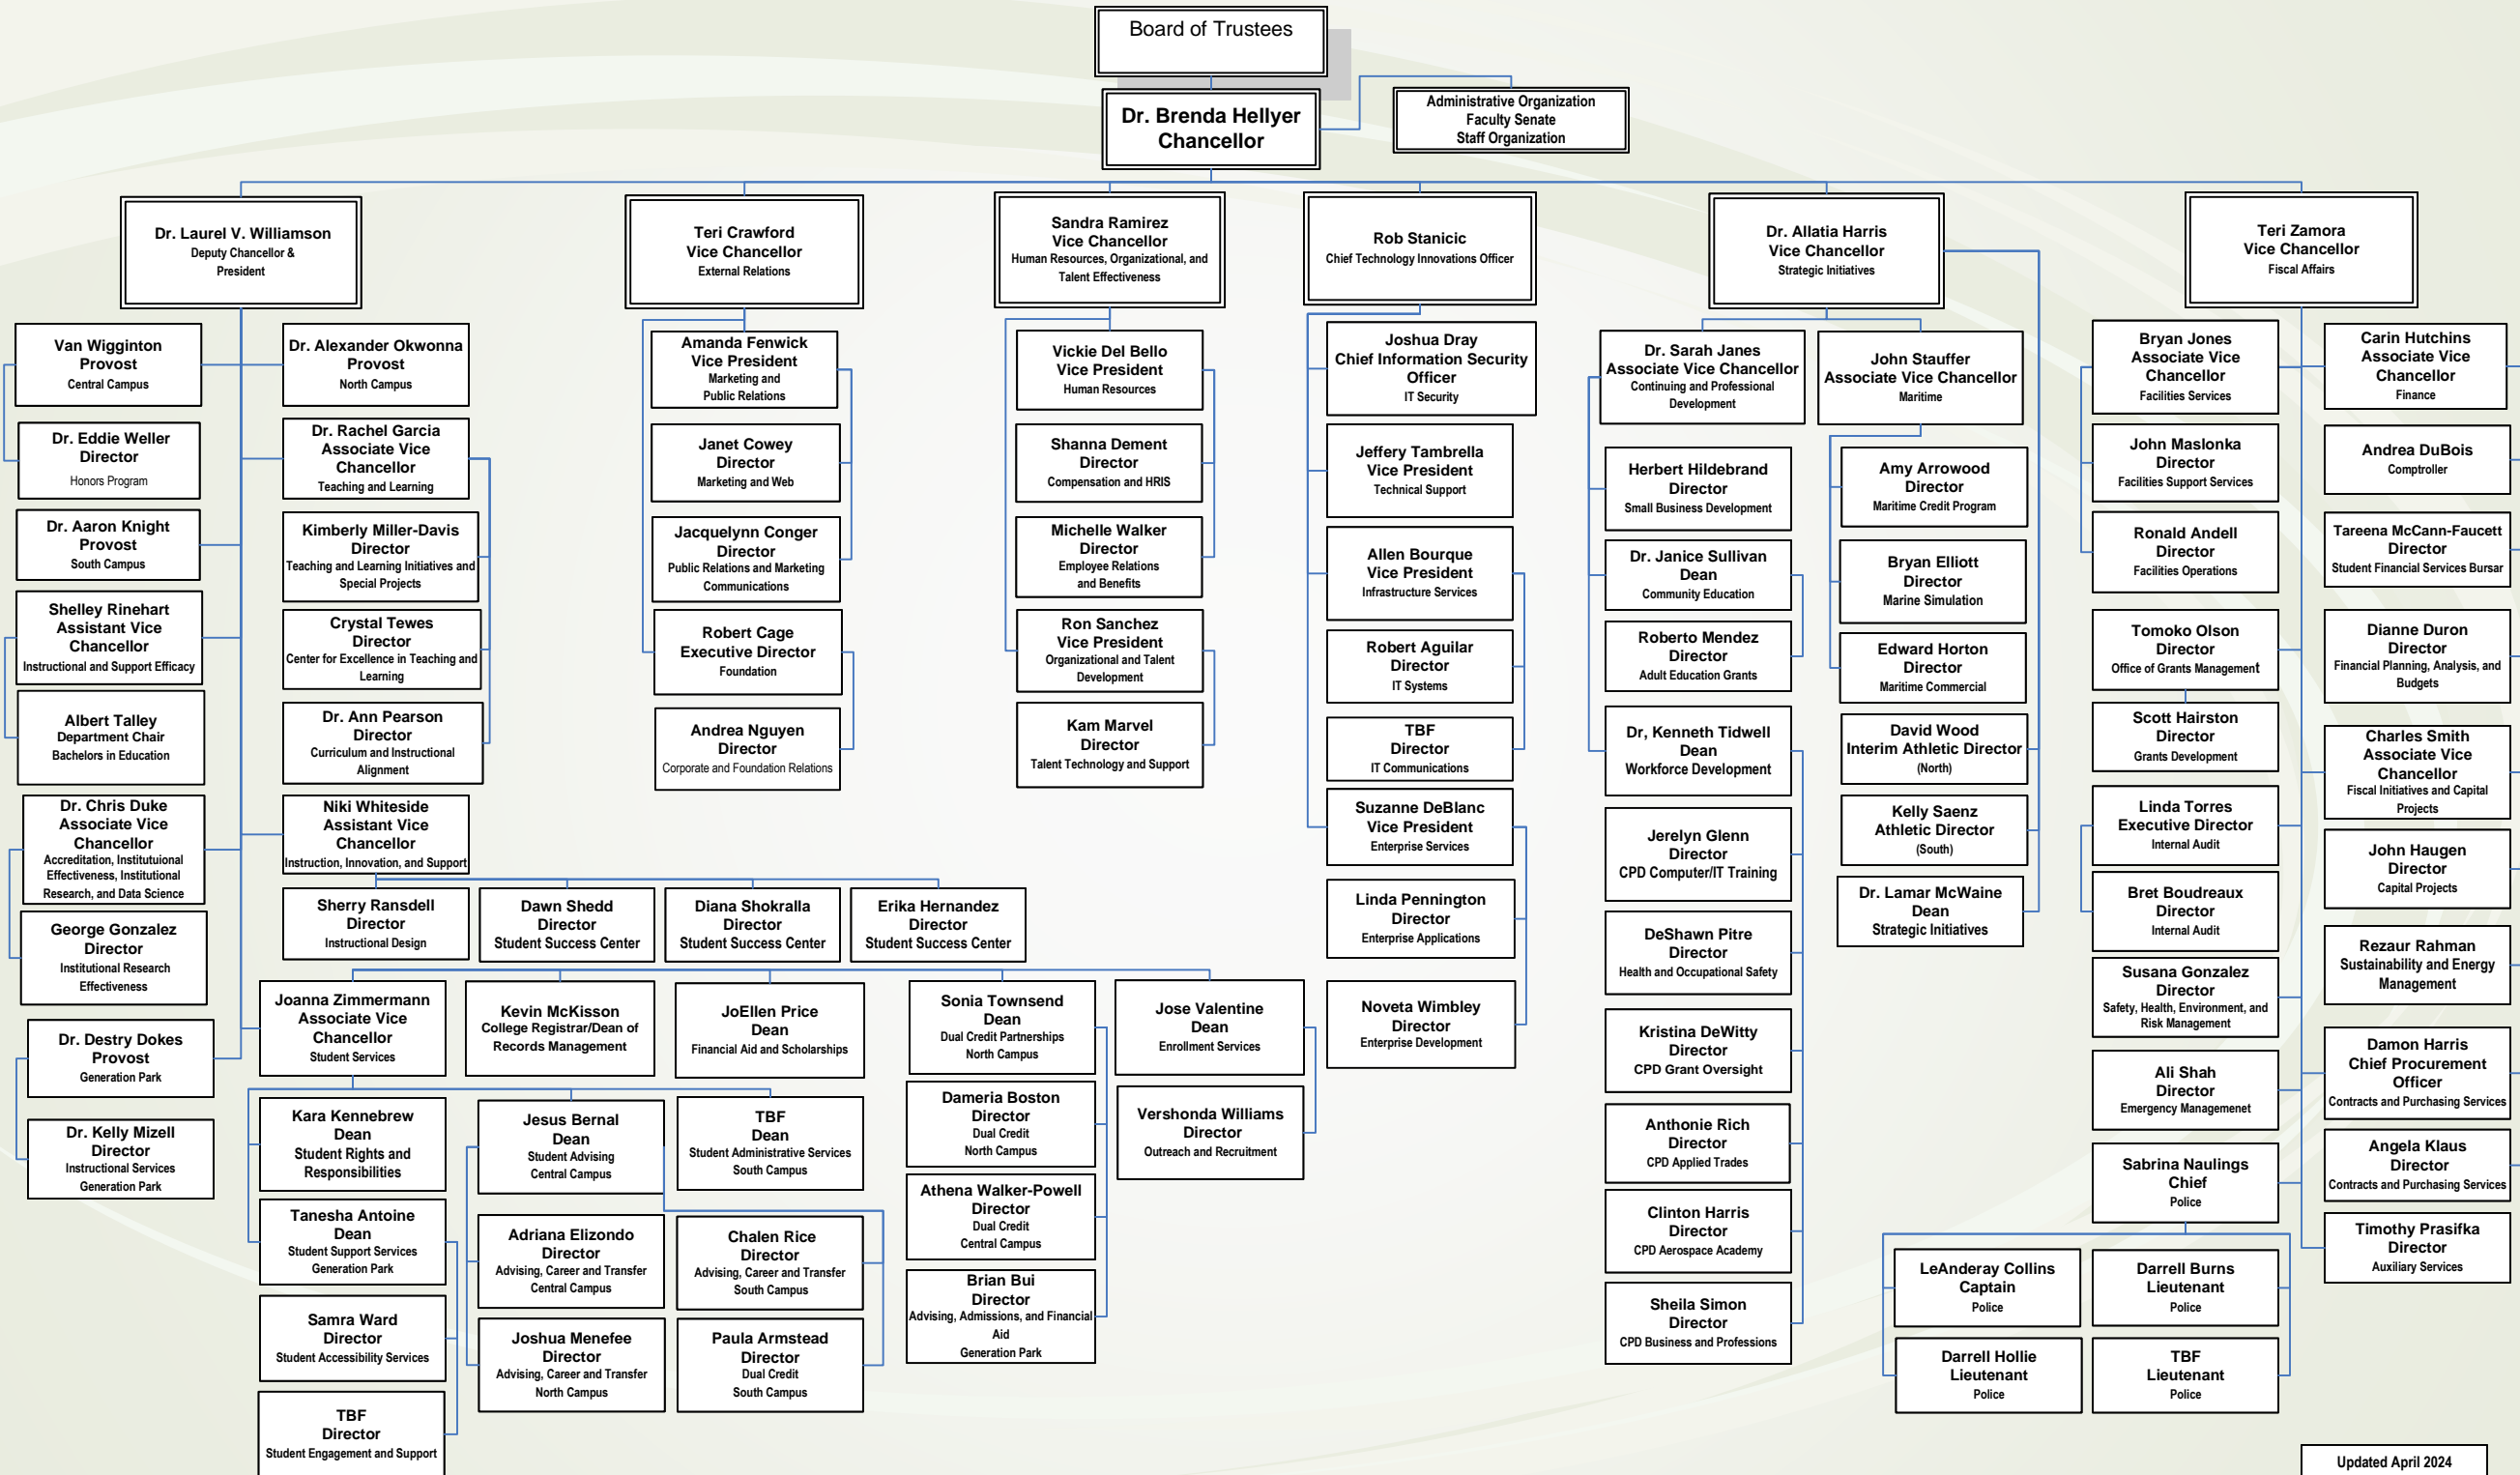 Board of Trustees
Dr. Brenda Hellyer
Chancellor
Administrative Organization
Faculty Senate
Staff Organization
Dr. Laurel V. Williamson
Deputy Chancellor &
President
Teri Crawford
Vice Chancellor
External Relations
Sandra Ramirez
Vice Chancellor
Human Resources, Organizational, and
Talent Effectiveness
Rob Stanicic
Chief Technology Innovations Officer
Dr. Allatia Harris
Vice Chancellor
Strategic Initiatives
Teri Zamora
Vice Chancellor
Fiscal Affairs
Van Wigginton
Provost
Central Campus
Dr. Eddie Weller
Director
Honors Program
Dr. Aaron Knight
Provost
South Campus
Shelley Rinehart
Assistant Vice
Chancellor
Instructional and Support Efficacy
Albert Talley
Department Chair
Bachelors in Education
Dr. Chris Duke
Associate Vice
Chancellor
Accreditation, Institutuional
Effectiveness, Institutional
Research, and Data Science
George Gonzalez
Director
Institutional Research
Effectiveness
Dr. Destry Dokes
Provost
Generation Park
Dr. Kelly Mizell
Director
Instructional Services
Generation Park
Dr. Alexander Okwonna
Provost
North Campus
Dr. Rachel Garcia
Associate Vice
Chancellor
Teaching and Learning
Kimberly Miller-Davis
Director
Teaching and Learning Initiatives and
Special Projects
Crystal Tewes
Director
Center for Excellence in Teaching and
Learning
Dr. Ann Pearson
Director
Curriculum and Instructional
Alignment
Niki Whiteside
Assistant Vice
Chancellor
Instruction, Innovation, and Support
Sherry Ransdell
Director
Instructional Design
Dawn Shedd
Director
Student Success Center
Diana Shokralla
Director
Student Success Center
Erika Hernandez
Director
Student Success Center
Joanna Zimmermann
Associate Vice
Chancellor
Student Services
Kevin McKisson
College Registrar/Dean of
Records Management
JoEllen Price
Dean
Financial Aid and Scholarships
Sonia Townsend
Dean
Dual Credit Partnerships
North Campus
Jose Valentine
Dean
Enrollment Services
Kara Kennebrew
Dean
Student Rights and
Responsibilities
Jesus Bernal
Dean
Student Advising
Central Campus
TBF
Dean
Student Administrative Services
South Campus
Dameria Boston
Director
Dual Credit
North Campus
Vershonda Williams
Director
Outreach and Recruitment
Tanesha Antoine
Dean
Student Support Services
Generation Park
Adriana Elizondo
Director
Advising, Career and Transfer
Central Campus
Chalen Rice
Director
Advising, Career and Transfer
South Campus
Athena Walker-Powell
Director
Dual Credit
Central Campus
Samra Ward
Director
Student Accessibility Services
Joshua Menefee
Director
Advising, Career and Transfer
North Campus
Paula Armstead
Director
Dual Credit
South Campus
Brian Bui
Director
Advising, Admissions, and Financial
Aid
Generation Park
TBF
Director
Student Engagement and Support
Amanda Fenwick
Vice President
Marketing and
Public Relations
Janet Cowey
Director
Marketing and Web
Jacquelynn Conger
Director
Public Relations and Marketing
Communications
Robert Cage
Executive Director
Foundation
Andrea Nguyen
Director
Corporate and Foundation Relations
Vickie Del Bello
Vice President
Human Resources
Shanna Dement
Director
Compensation and HRIS
Michelle Walker
Director
Employee Relations
and Benefits
Ron Sanchez
Vice President
Organizational and Talent
Development
Kam Marvel
Director
Talent Technology and Support
Joshua Dray
Chief Information Security
Officer
IT Security
Jeffery Tambrella
Vice President
Technical Support
Allen Bourque
Vice President
Infrastructure Services
Robert Aguilar
Director
IT Systems
TBF
Director
IT Communications
Suzanne DeBlanc
Vice President
Enterprise Services
Linda Pennington
Director
Enterprise Applications
Noveta Wimbley
Director
Enterprise Development
Dr. Sarah Janes
Associate Vice Chancellor
Continuing and Professional
Development
Herbert Hildebrand
Director
Small Business Development
Dr. Janice Sullivan
Dean
Community Education
Roberto Mendez
Director
Adult Education Grants
Dr, Kenneth Tidwell
Dean
Workforce Development
Jerelyn Glenn
Director
CPD Computer/IT Training
DeShawn Pitre
Director
Health and Occupational Safety
Kristina DeWitty
Director
CPD Grant Oversight
Anthonie Rich
Director
CPD Applied Trades
Clinton Harris
Director
CPD Aerospace Academy
Sheila Simon
Director
CPD Business and Professions
John Stauffer
Associate Vice Chancellor
Maritime
Amy Arrowood
Director
Maritime Credit Program
Bryan Elliott
Director
Marine Simulation
Edward Horton
Director
Maritime Commercial
David Wood
Interim Athletic Director
(North)
Kelly Saenz
Athletic Director
(South)
Dr. Lamar McWaine
Dean
Strategic Initiatives
Bryan Jones
Associate Vice
Chancellor
Facilities Services
John Maslonka
Director
Facilities Support Services
Ronald Andell
Director
Facilities Operations
Tomoko Olson
Director
Office of Grants Management
Scott Hairston
Director
Grants Development
Linda Torres
Executive Director
Internal Audit
Bret Boudreaux
Director
Internal Audit
Susana Gonzalez
Director
Safety, Health, Environment, and
Risk Management
Ali Shah
Director
Emergency Managemenet
Sabrina Naulings
Chief
Police
LeAnderay Collins
Captain
Police
Darrell Burns
Lieutenant
Police
Darrell Hollie
Lieutenant
Police
TBF
Lieutenant
Police
Carin Hutchins
Associate Vice
Chancellor
Finance
Andrea DuBois
Comptroller
Tareena McCann-Faucett
Director
Student Financial Services Bursar
Dianne Duron
Director
Financial Planning, Analysis, and
Budgets
Charles Smith
Associate Vice
Chancellor
Fiscal Initiatives and Capital
Projects
John Haugen
Director
Capital Projects
Rezaur Rahman
Sustainability and Energy
Management
Damon Harris
Chief Procurement
Officer
Contracts and Purchasing Services
Angela Klaus
Director
Contracts and Purchasing Services
Timothy Prasifka
Director
Auxiliary Services
Updated April 2024